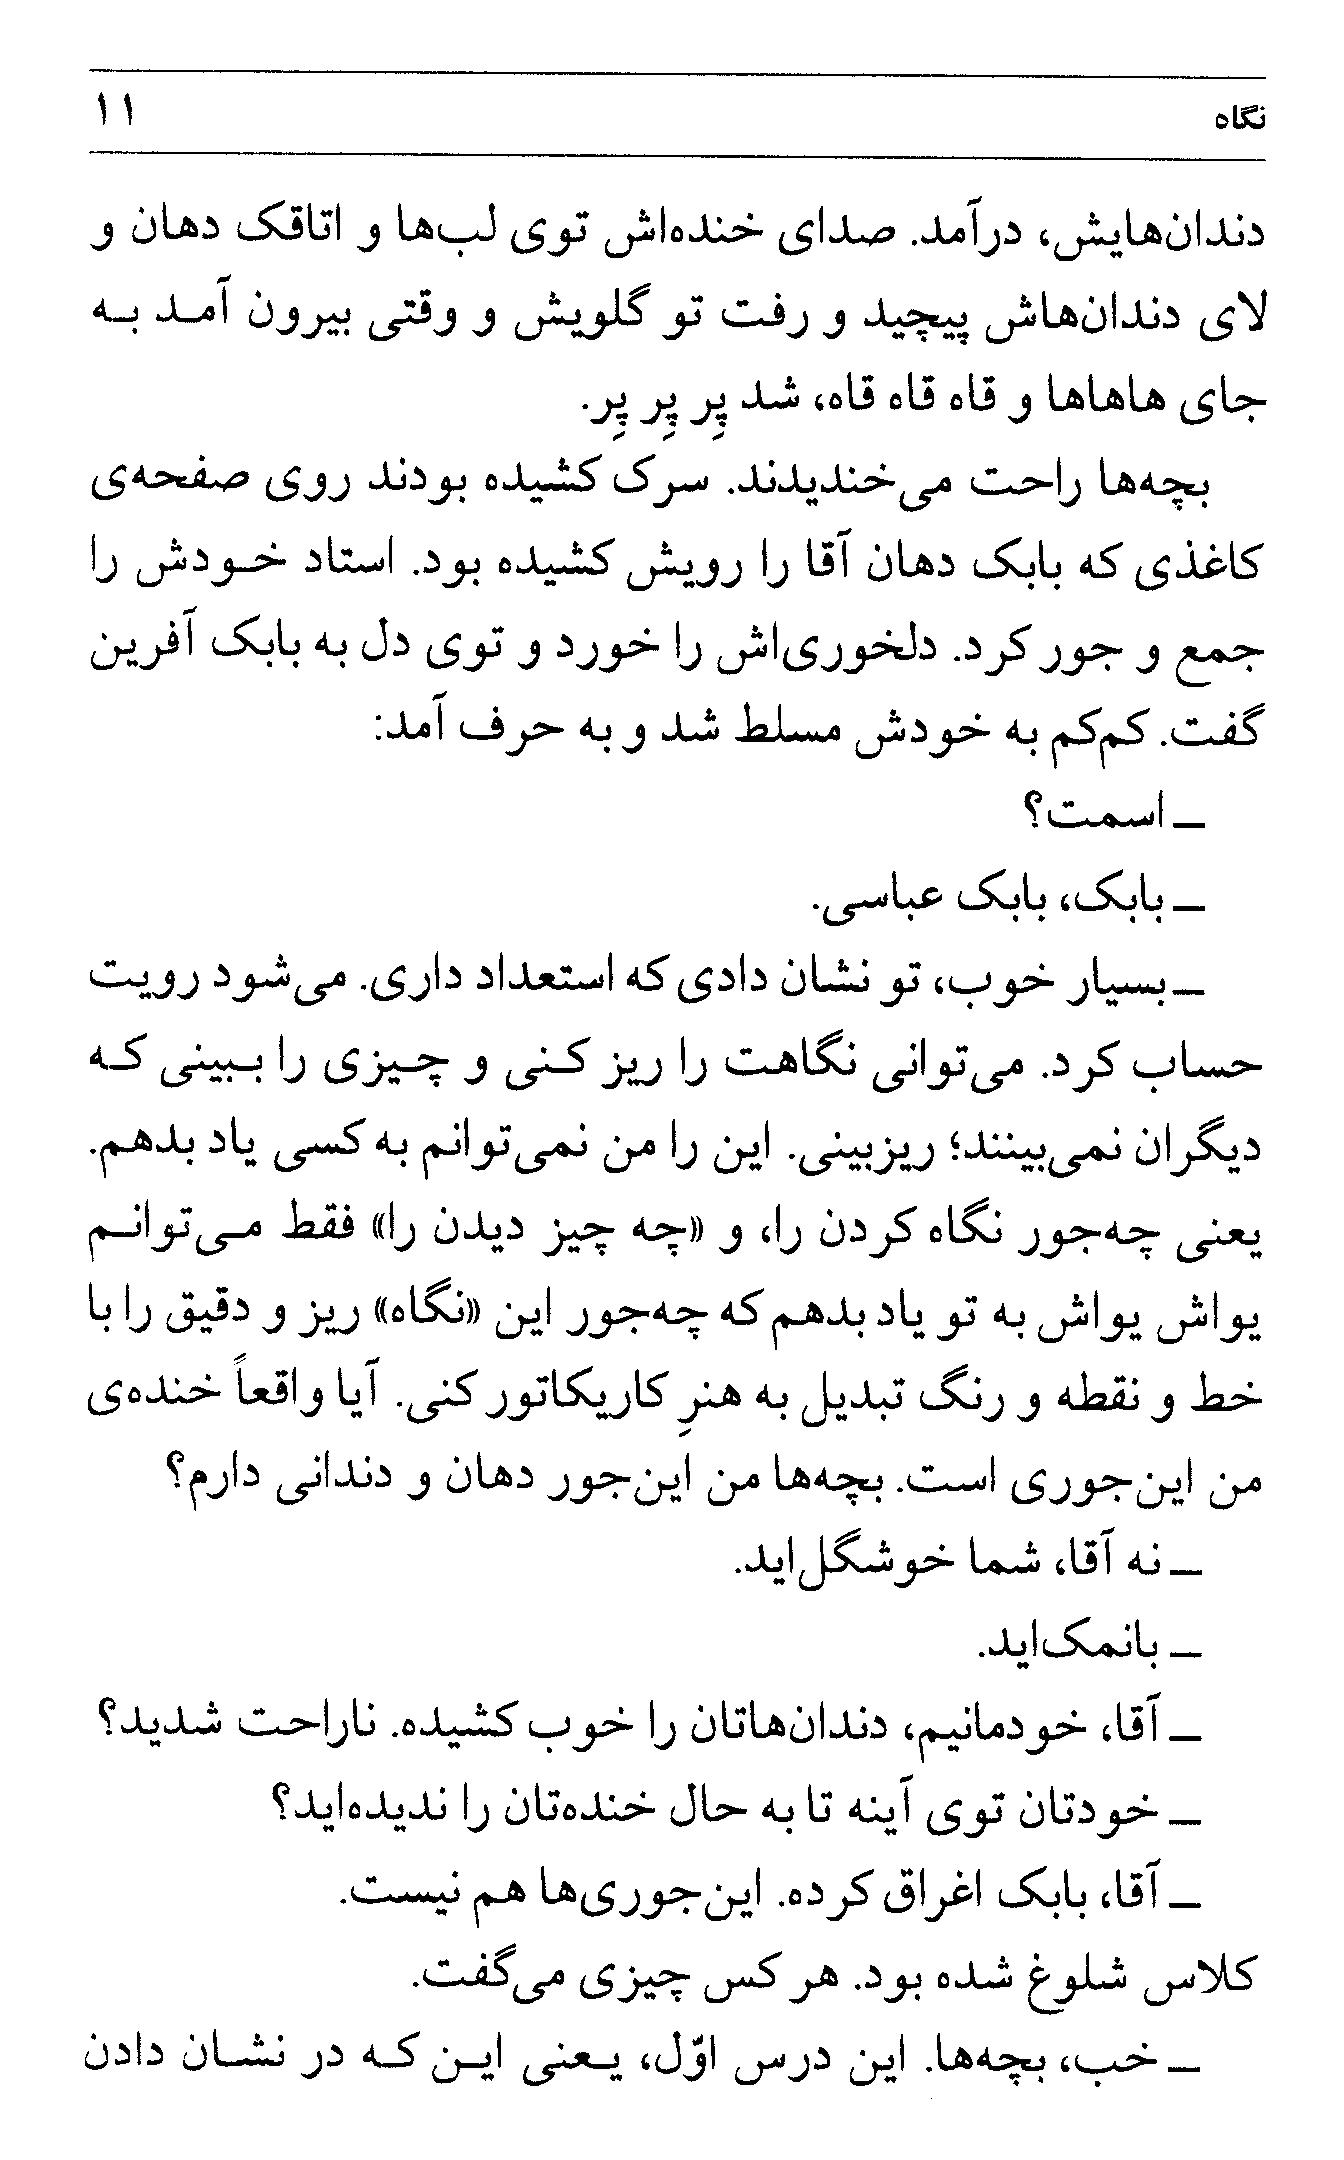 نگاه ۱۱
دندان‌هایش، درآمد. صدای خنده‌اش توی لب‌ها و اتاقک دهان و
لای دندان‌هاش پیچید و رفت تو گلویش و وقتی بیرون آمد به
جای هاهاها و قاه قاه قاه، شد پِر پِر پِر.
بچه‌ها راحت می‌خندیدند. سرک کشیده بودند روی صفحه‌ی
کاغذی که بابک دهان آقا را رویش کشیده بود. استاد خودش را
جمع و جور کرد. دلخوری‌اش را خورد و توی دل به بابک آفرین
گفت. کم‌کم به خودش مسلط شد و به حرف آمد:
ـ اسمت؟
ـ بابک، بابک عباسی.
ـ بسیار خوب، تو نشان دادی که استعداد داری. می‌شود رویت
حساب کرد. می‌توانی نگاهت را ریز کنی و چیزی را ببینی که
دیگران نمی‌بینند؛ ریزبینی. این را من نمی‌توانم به کسی یاد بدهم.
یعنی چه‌جور نگاه کردن را، و «چه چیز دیدن را» فقط می‌توانم
یواش یواش به تو یاد بدهم که چه‌جور این «نگاه» ریز و دقیق را با
خط و نقطه و رنگ تبدیل به هنرِ کاریکاتور کنی. آیا واقعاً خنده‌ی
من این‌جوری است. بچه‌ها من این‌جور دهان و دندانی دارم؟
ـ نه آقا، شما خوشگل‌اید.
ـ بانمک‌اید.
ـ آقا، خودمانیم، دندان‌هاتان را خوب کشیده. ناراحت شدید؟
ـ خودتان توی آینه تا به حال خنده‌تان را ندیده‌اید؟
ـ آقا، بابک اغراق کرده. این‌جوری‌ها هم نیست.
کلاس شلوغ شده بود. هر کس چیزی می‌گفت.
ـ خب، بچه‌ها. این درس اوّل، یعنی این که در نشان دادن